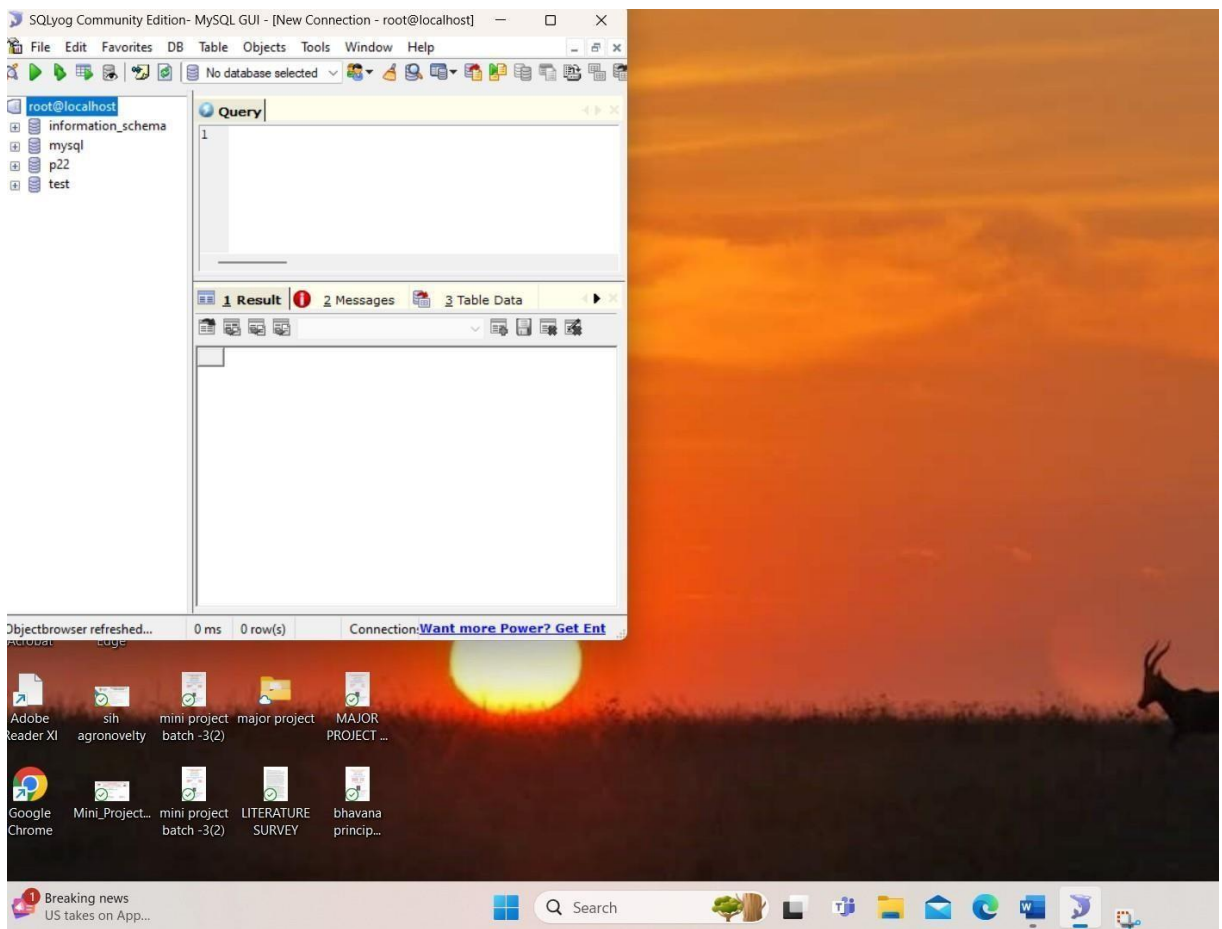 SQLyog Community Edition- MySQL GUI - [New Connection - root@localhost]
File Edit Favorites DB Table Objects Tools Window Help
No database selected
root@localhost
information_schema
mysql
p22
test
Query
1
1 Result
2 Messages
3 Table Data
Objectbrowser refreshed...
0 ms
0 row(s)
Connection:
Want more Power? Get Ent
Acrobat
Edge
Adobe
Reader XI
sih
agronovelty
mini project
batch -3(2)
major project
MAJOR
PROJECT ...
Google
Chrome
Mini_Project...
mini project
batch -3(2)
LITERATURE
SURVEY
bhavana
princip...
1
Breaking news
US takes on App...
Search